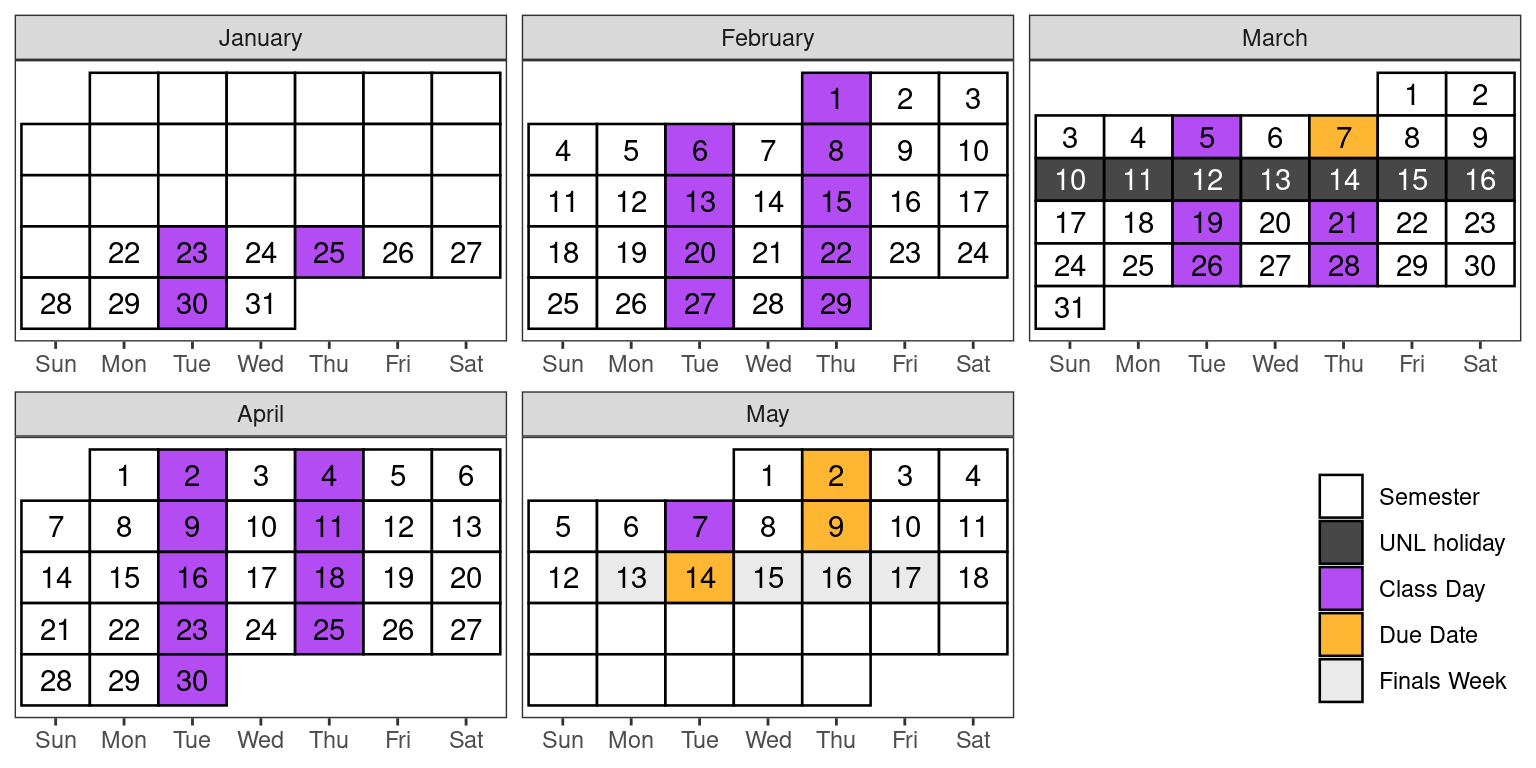 January
22 23 24 25 26 27
28 29 30 31
Sun Mon Tue Wed Thu Fri Sat
February
1 2 3
4 5 6 7 8 9 10
11 12 13 14 15 16 17
18 19 20 21 22 23 24
25 26 27 28 29
Sun Mon Tue Wed Thu Fri Sat
March
1 2
3 4 5 6 7 8 9
10 11 12 13 14 15 16
17 18 19 20 21 22 23
24 25 26 27 28 29 30
31
Sun Mon Tue Wed Thu Fri Sat
April
1 2 3 4 5 6
7 8 9 10 11 12 13
14 15 16 17 18 19 20
21 22 23 24 25 26 27
28 29 30
Sun Mon Tue Wed Thu Fri Sat
May
1 2 3 4
5 6 7 8 9 10 11
12 13 14 15 16 17 18
Sun Mon Tue Wed Thu Fri Sat
Semester
UNL holiday
Class Day
Due Date
Finals Week